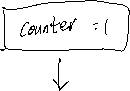 counter = 1